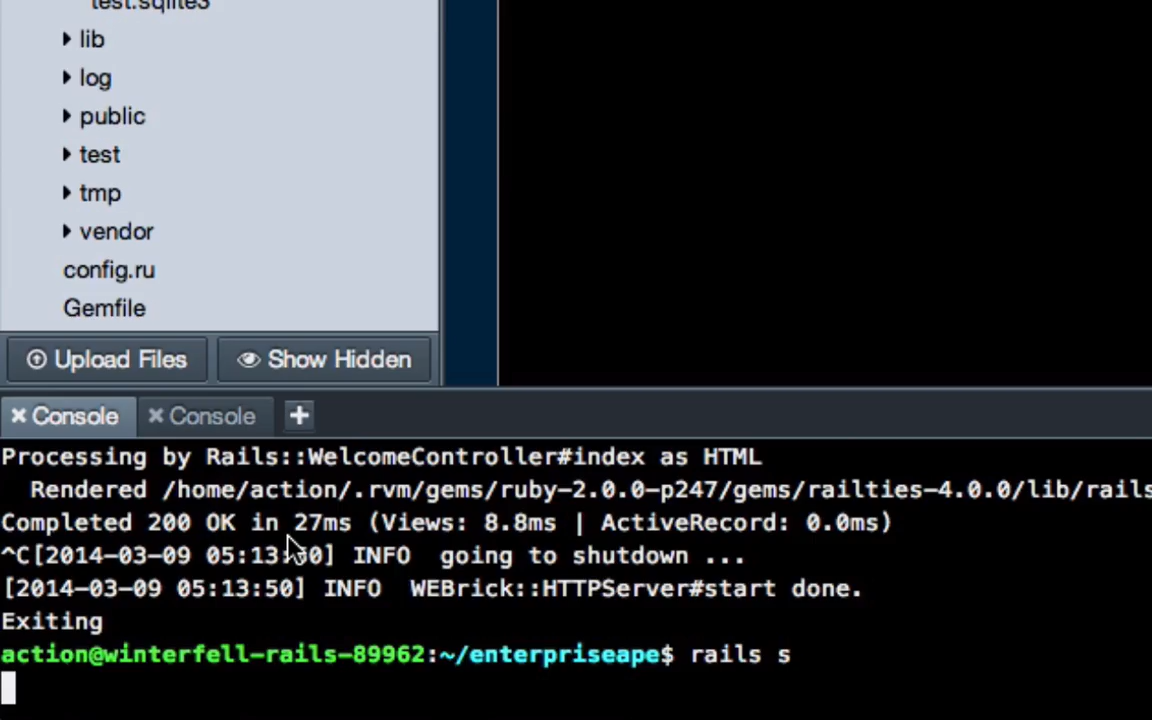 test.sqlite3
lib
log
public
test
tmp
vendor
config.ru
Gemfile
Upload Files Show Hidden
Console Console
Processing by Rails::WelcomeController#index as HTML
Rendered /home/action/.rvm/gems/ruby-2.0.0-p247/gems/railties-4.0.0/lib/rails
Completed 200 OK in 27ms (Views: 8.8ms | ActiveRecord: 0.0ms)
^C[2014-03-09 05:13:50] INFO  going to shutdown ...
[2014-03-09 05:13:50] INFO  WEBrick::HTTPServer#start done.
Exiting
action@winterfell-rails-89962:~/enterpriseape$ rails s